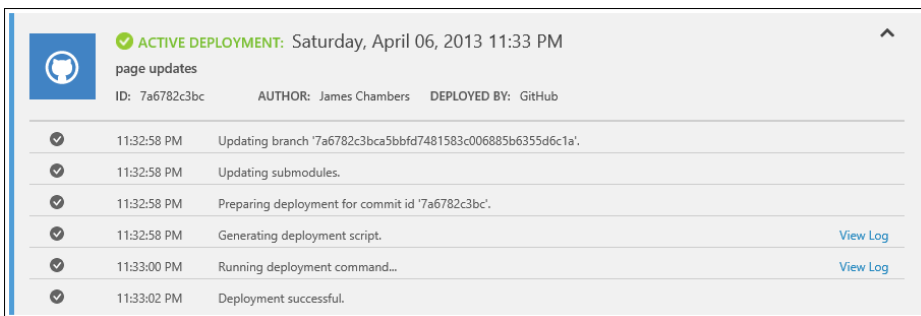 ACTIVE DEPLOYMENT: Saturday, April 06, 2013 11:33 PM
page updates
ID: 7a6782c3bc AUTHOR: James Chambers DEPLOYED BY: GitHub
11:32:58 PM Updating branch '7a6782c3bca5bbfd7481583c006885b6355d6c1a'.
11:32:58 PM Updating submodules.
11:32:58 PM Preparing deployment for commit id '7a6782c3bc'.
11:32:58 PM Generating deployment script. View Log
11:33:00 PM Running deployment command... View Log
11:33:02 PM Deployment successful.